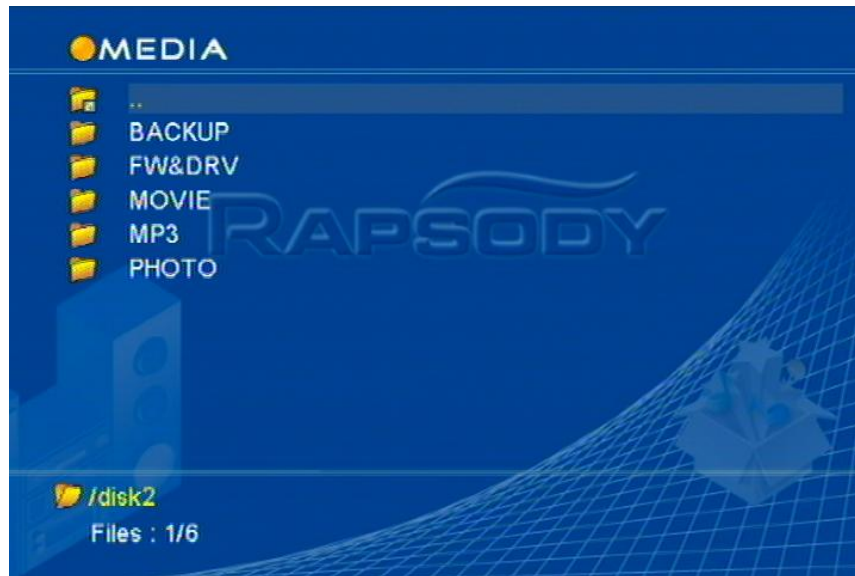 MEDIA
..
BACKUP
FW&DRV
MOVIE
MP3
PHOTO
RAPSODY
/disk2
Files : 1/6